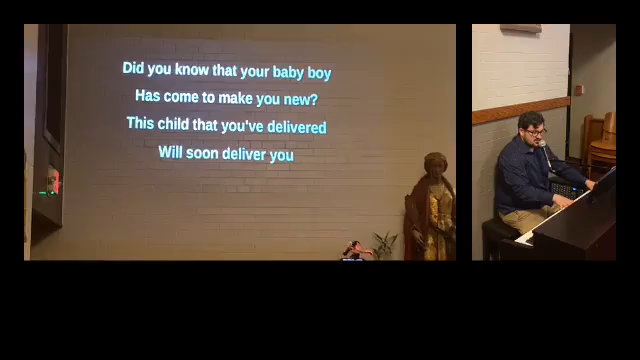 Did you know that your baby boy
Has come to make you new?
This child that you've delivered
Will soon deliver you